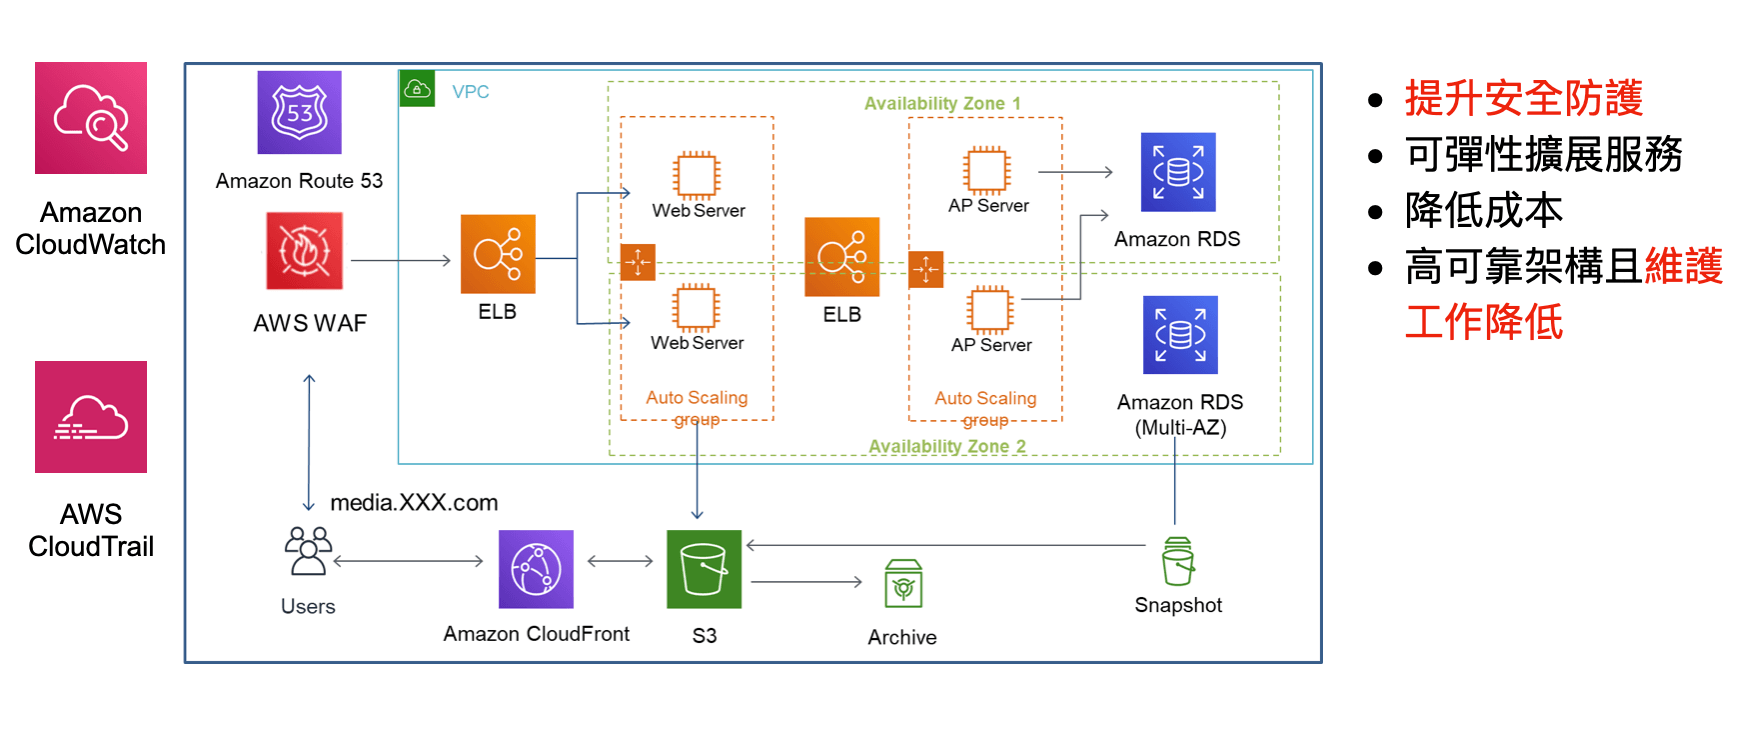 Amazon
CloudWatch
AWS
CloudTrail
53
Amazon Route 53
AWS WAF
VPC
ELB
Availability Zone 1
Web Server
Web Server
Auto Scaling
group
ELB
AP Server
AP Server
Auto Scaling
group
Amazon RDS
Amazon RDS
(Multi-AZ)
Availability Zone 2
media.XXX.com
Users
Amazon CloudFront
S3
Archive
Snapshot
• 提升安全防護
• 可彈性擴展服務
• 降低成本
• 高可靠架構且維護
工作降低